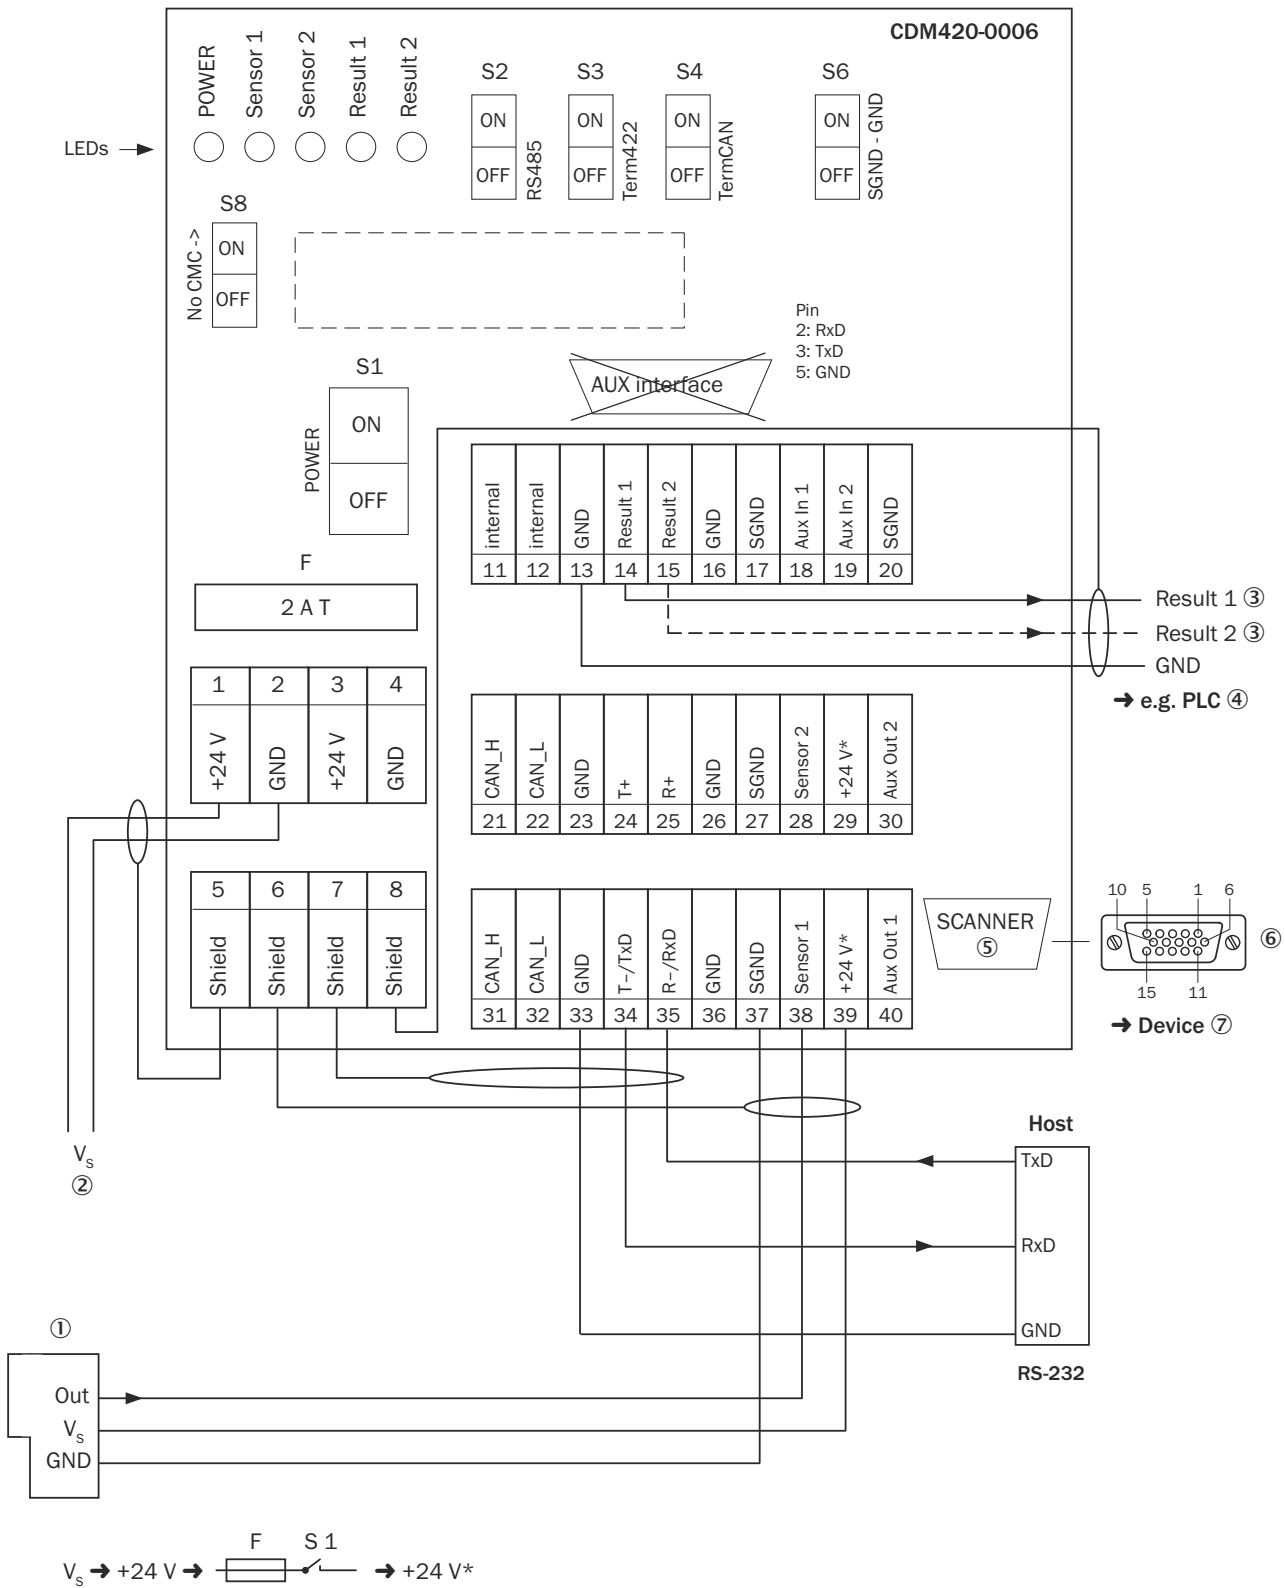 CDM420-0006
POWER
Sensor 1
Sensor 2
Result 1
Result 2
LEDs
S2
ON
OFF
RS485
S3
ON
OFF
Term422
S4
ON
OFF
TermCAN
S6
ON
OFF
SGND - GND
S8
No CMC ->
ON
OFF
Pin
2: RxD
3: TxD
5: GND
AUX interface
S1
POWER
ON
OFF
F
2 A T
internal
internal
GND
Result 1
Result 2
GND
SGND
Aux In 1
Aux In 2
SGND
11 12 13 14 15 16 17 18 19 20
Result 1 ③
Result 2 ③
GND
➔ e.g. PLC ④
1 2 3 4
+24 V
GND
+24 V
GND
CAN_H
CAN_L
GND
T+
R+
GND
SGND
Sensor 2
+24 V*
Aux Out 2
21 22 23 24 25 26 27 28 29 30
5 6 7 8
Shield
Shield
Shield
Shield
CAN_H
CAN_L
GND
T–/TxD
R–/RxD
GND
SGND
Sensor 1
+24 V*
Aux Out 1
31 32 33 34 35 36 37 38 39 40
SCANNER
⑤
10 5 1 6
⑥
15 11
➔ Device ⑦
Vs
②
Host
TxD
RxD
GND
RS-232
①
Out
Vs
GND
F S 1
Vs ➔ +24 V ➔ ➔ +24 V*